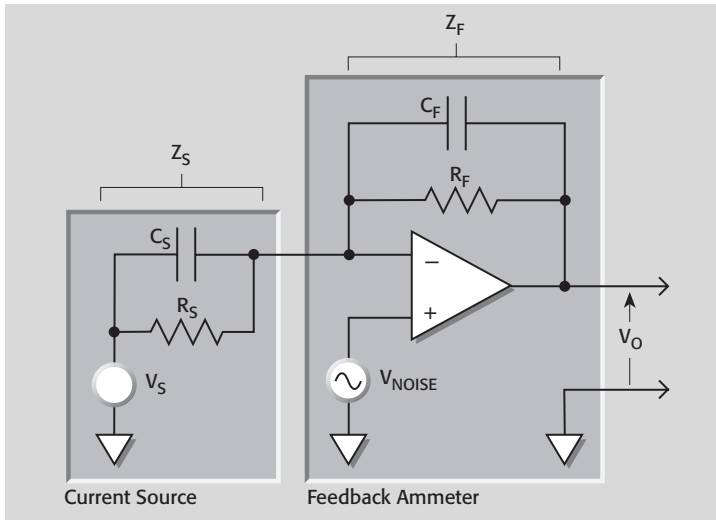 Z_F
C_F
Z_S
R_F
C_S
−
R_S
+
V_O
V_S
V_NOISE
Current Source
Feedback Ammeter